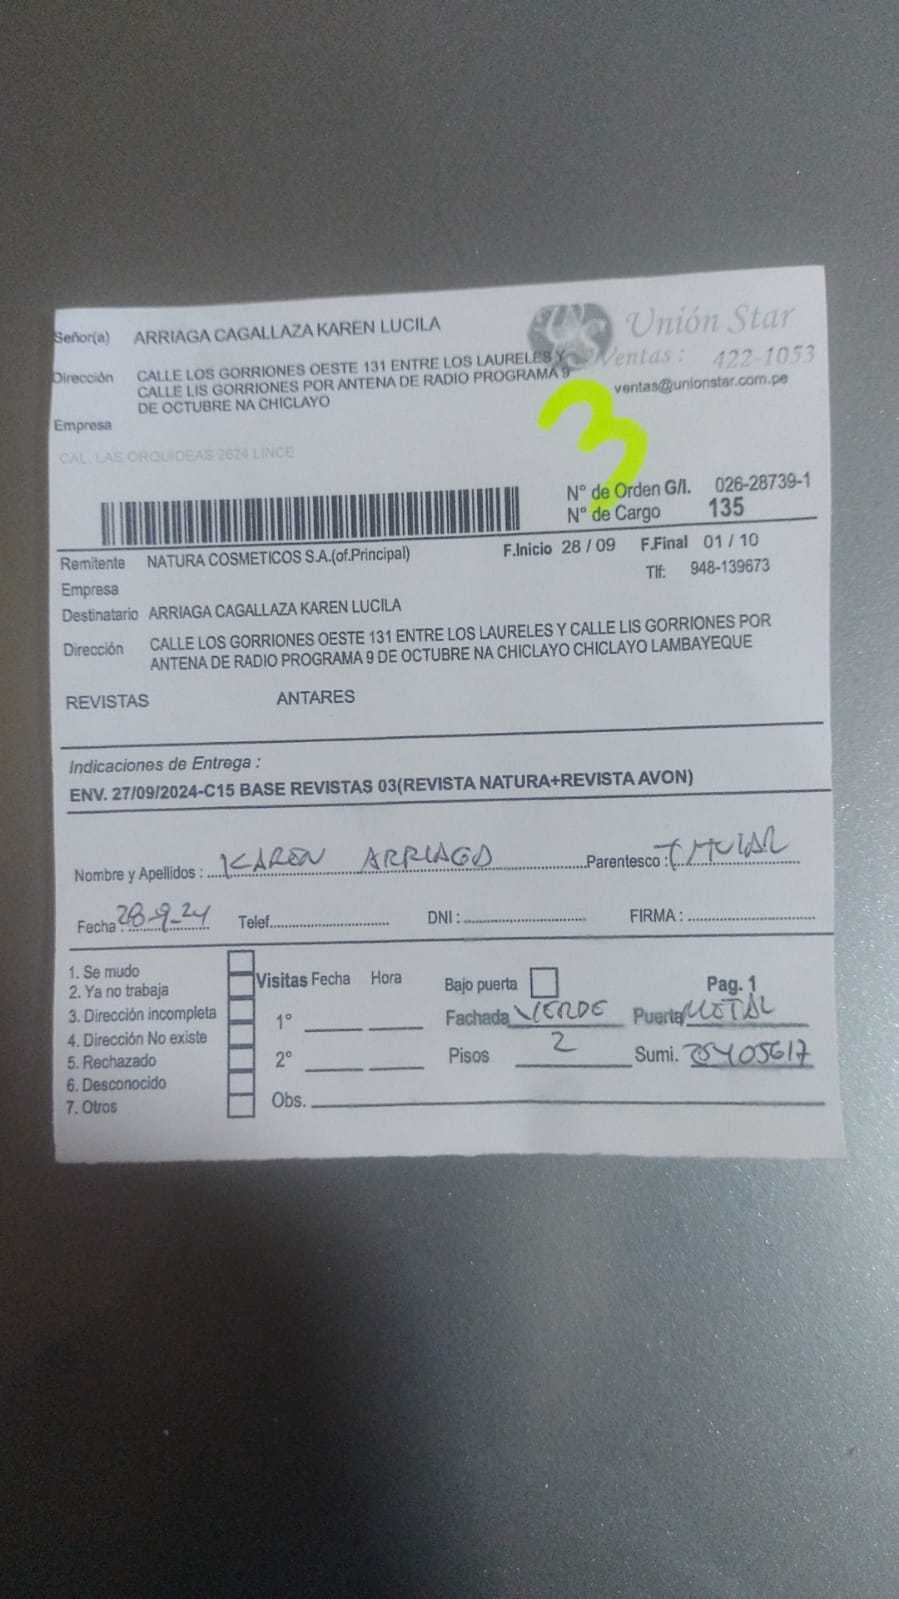 Señor(a) ARRIAGA CAGALLAZA KAREN LUCILA
Unión Star
Ventas : 422-1053
ventas@unionstar.com.pe
Dirección CALLE LOS GORRIONES OESTE 131 ENTRE LOS LAURELES Y
CALLE LIS GORRIONES POR ANTENA DE RADIO PROGRAMA 9
DE OCTUBRE NA CHICLAYO
Empresa
CAL. LAS ORQUIDEAS 2624 LINCE
3
N° de Orden G/I. 026-28739-1
N° de Cargo 135
Remitente NATURA COSMETICOS S.A.(of.Principal) F.Inicio 28 / 09 F.Final 01 / 10
Empresa Tlf: 948-139673
Destinatario ARRIAGA CAGALLAZA KAREN LUCILA
Dirección CALLE LOS GORRIONES OESTE 131 ENTRE LOS LAURELES Y CALLE LIS GORRIONES POR
ANTENA DE RADIO PROGRAMA 9 DE OCTUBRE NA CHICLAYO CHICLAYO LAMBAYEQUE
REVISTAS ANTARES
Indicaciones de Entrega :
ENV. 27/09/2024-C15 BASE REVISTAS 03(REVISTA NATURA+REVISTA AVON)
Nombre y Apellidos : KAREN ARRIAGA Parentesco : TITULAR
Fecha : 28-9-24 Telef. DNI : FIRMA :
1. Se mudo
2. Ya no trabaja
3. Dirección incompleta
4. Dirección No existe
5. Rechazado
6. Desconocido
7. Otros
Visitas Fecha Hora
1°
2°
Obs.
Bajo puerta Pag. 1
Fachada VERDE Puerta METAL
Pisos 2 Sumi. 25405617